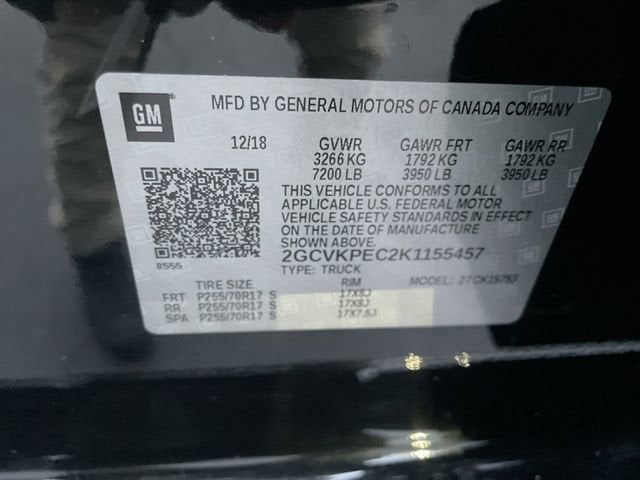 GM
MFD BY GENERAL MOTORS OF CANADA COMPANY
12/18 GVWR GAWR FRT GAWR RR
3266 KG 1792 KG 1792 KG
7200 LB 3950 LB 3950 LB
THIS VEHICLE CONFORMS TO ALL
APPLICABLE U.S. FEDERAL MOTOR
VEHICLE SAFETY STANDARDS IN EFFECT
ON THE DATE OF MANUFACTURE
SHOWN ABOVE.
8555
2GCVKPEC2K1155457
TYPE: TRUCK MODEL: 27CK15753
TIRE SIZE RIM
FRT P255/70R17 S 17X8J
RR P255/70R17 S 17X8J
SPA P255/70R17 S 17X7.5J